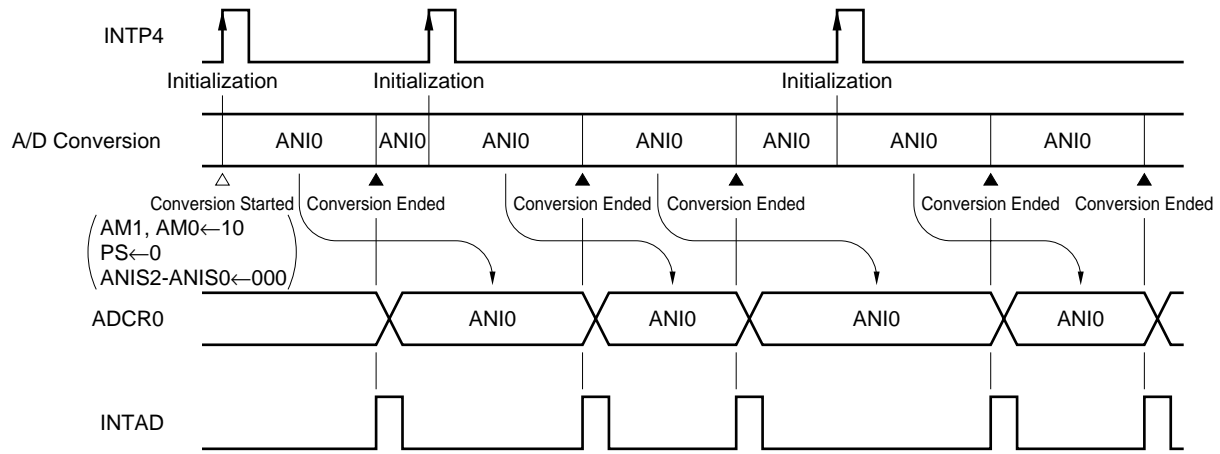 INTP4
Initialization Initialization Initialization
A/D Conversion ANI0 ANI0 ANI0 ANI0 ANI0 ANI0 ANI0
Conversion Started Conversion Ended Conversion Ended Conversion Ended Conversion Ended Conversion Ended
AM1, AM0←10
PS←0
ANIS2-ANIS0←000
ADCR0 ANI0 ANI0 ANI0 ANI0
INTAD